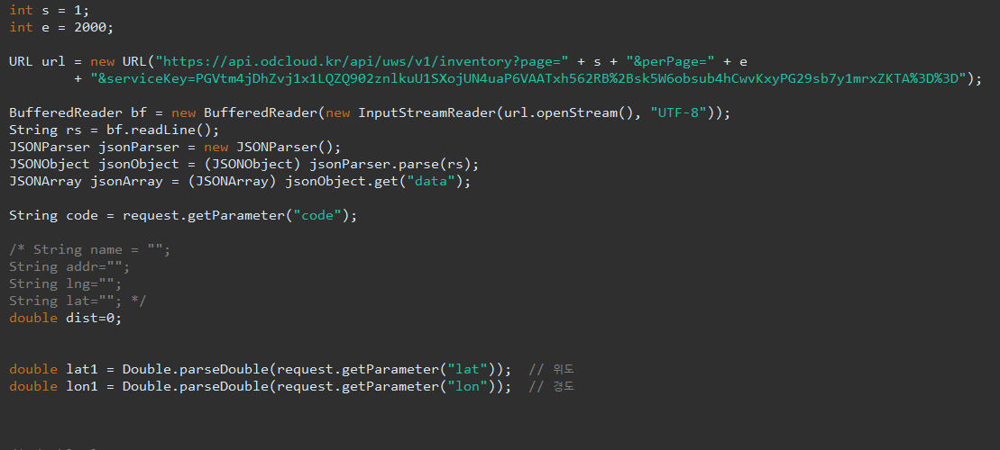 int s = 1;
int e = 2000;
URL url = new URL("https://api.odcloud.kr/api/uws/v1/inventory?page=" + s + "&perPage=" + e
+ "&serviceKey=PGVtm4jDhZvj1x1LQZQ902znlkuU1SXojUN4uaP6VAATxh562RB%2Bsk5W6obsub4hCwvKxyPG29sb7y1mrxZKTA%3D%3D");
BufferedReader bf = new BufferedReader(new InputStreamReader(url.openStream(), "UTF-8"));
String rs = bf.readLine();
JSONParser jsonParser = new JSONParser();
JSONObject jsonObject = (JSONObject) jsonParser.parse(rs);
JSONArray jsonArray = (JSONArray) jsonObject.get("data");
String code = request.getParameter("code");
/* String name = "";
String addr="";
String lng="";
String lat=""; */
double dist=0;
double lat1 = Double.parseDouble(request.getParameter("lat"));  // 위도
double lon1 = Double.parseDouble(request.getParameter("lon"));  // 경도